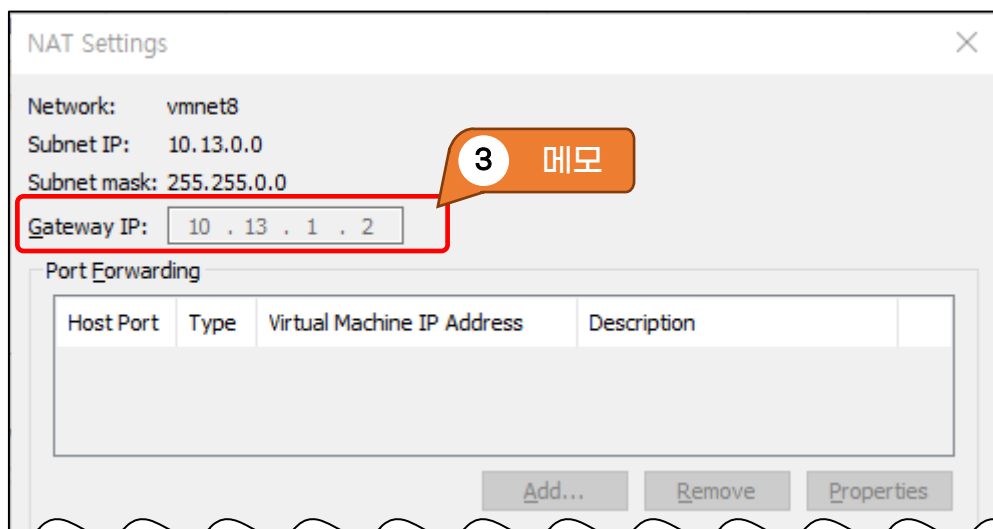 NAT Settings
Network: vmnet8
Subnet IP: 10.13.0.0
3 메모
Subnet mask: 255.255.0.0
Gateway IP: 10 . 13 . 1 . 2
Port Forwarding
Host Port Type Virtual Machine IP Address Description
Add... Remove Properties